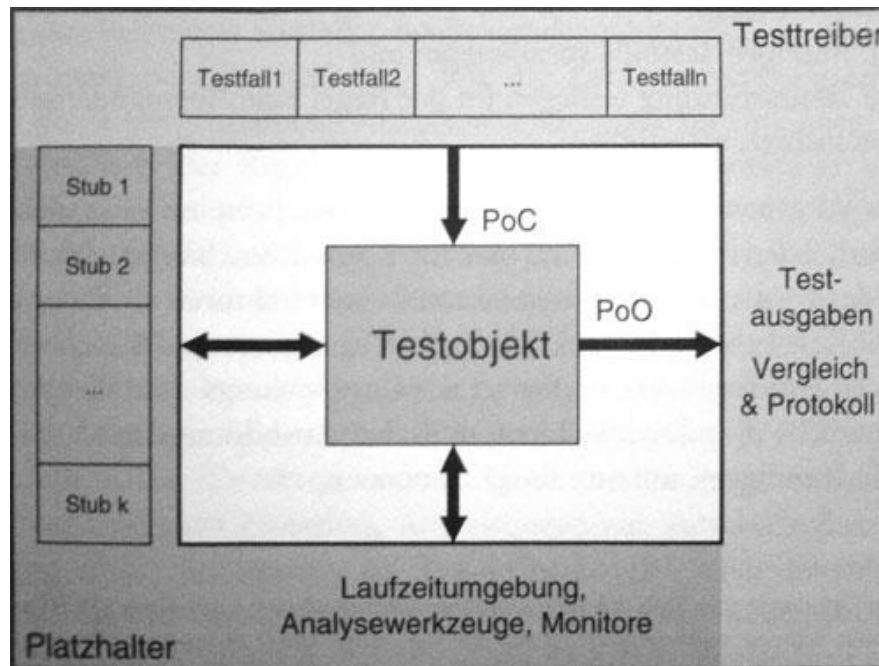 Testtreiber
Testfall1 Testfall2 ... Testfalln
Stub 1
Stub 2
...
Stub k
PoC
PoO
Testobjekt
Test-
ausgaben
Vergleich
& Protokoll
Laufzeitumgebung,
Analysewerkzeuge, Monitore
Platzhalter